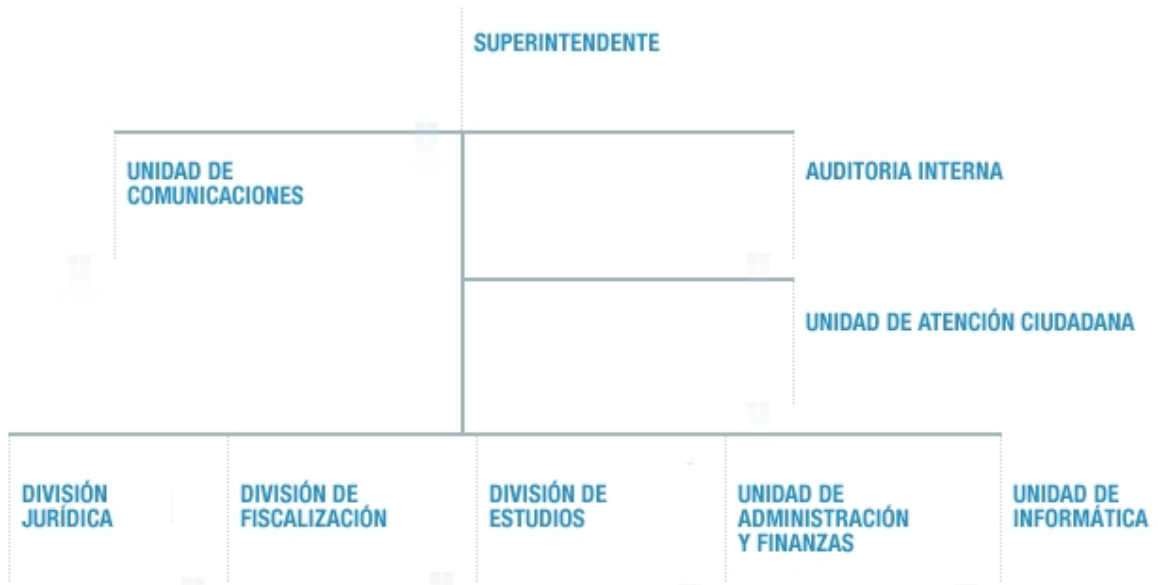 SUPERINTENDENTE
UNIDAD DE
COMUNICACIONES
AUDITORIA INTERNA
UNIDAD DE ATENCIÓN CIUDADANA
DIVISIÓN
JURÍDICA
DIVISIÓN DE
FISCALIZACIÓN
DIVISIÓN DE
ESTUDIOS
UNIDAD DE
ADMINISTRACIÓN
Y FINANZAS
UNIDAD DE
INFORMÁTICA